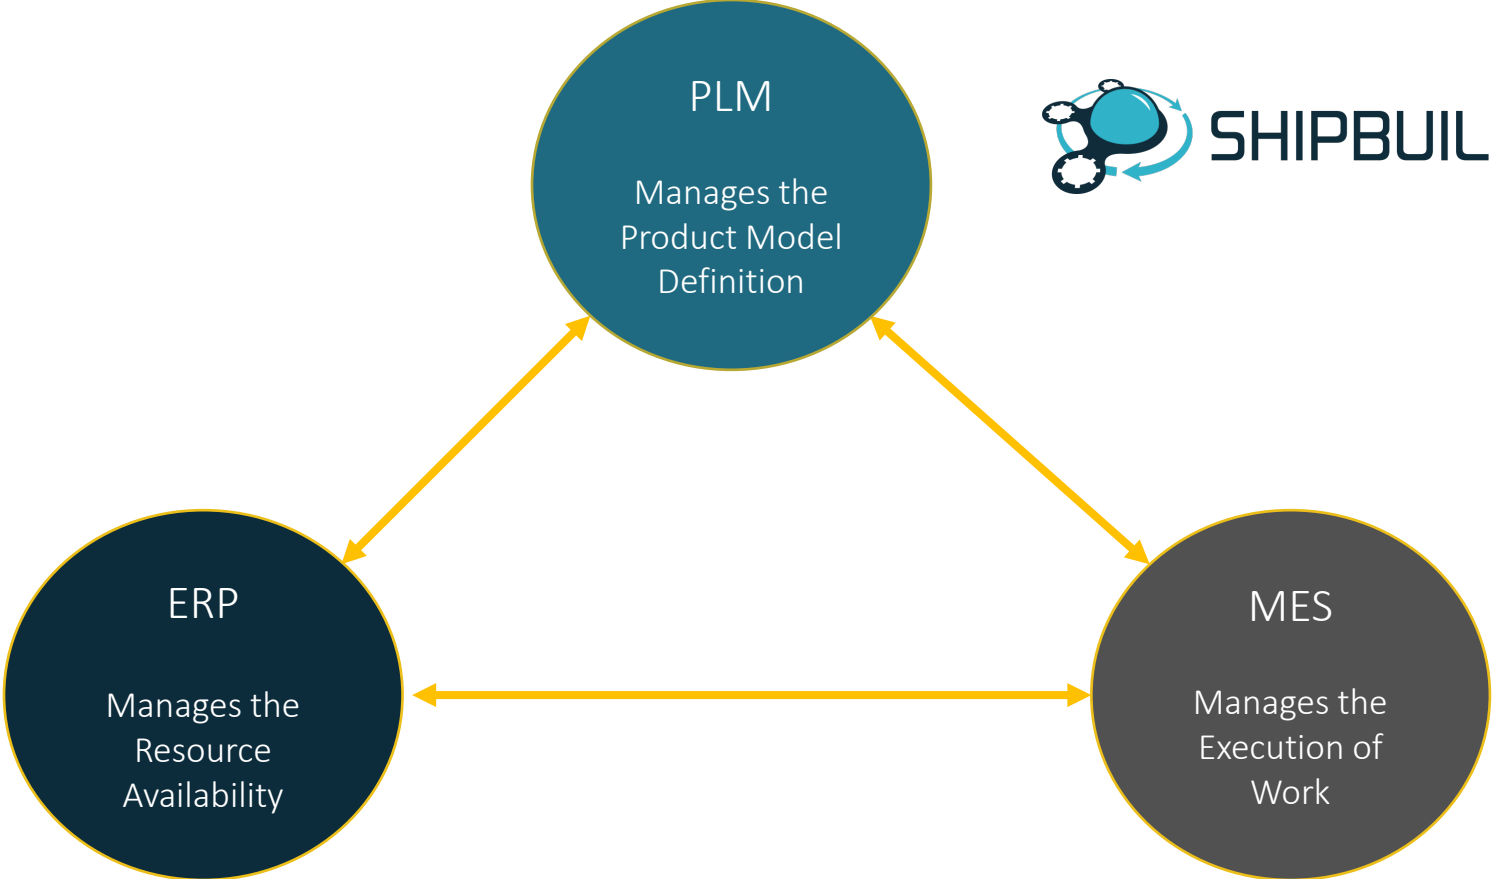 PLM
Manages the
Product Model
Definition
SHIPBUIL
ERP
Manages the
Resource
Availability
MES
Manages the
Execution of
Work